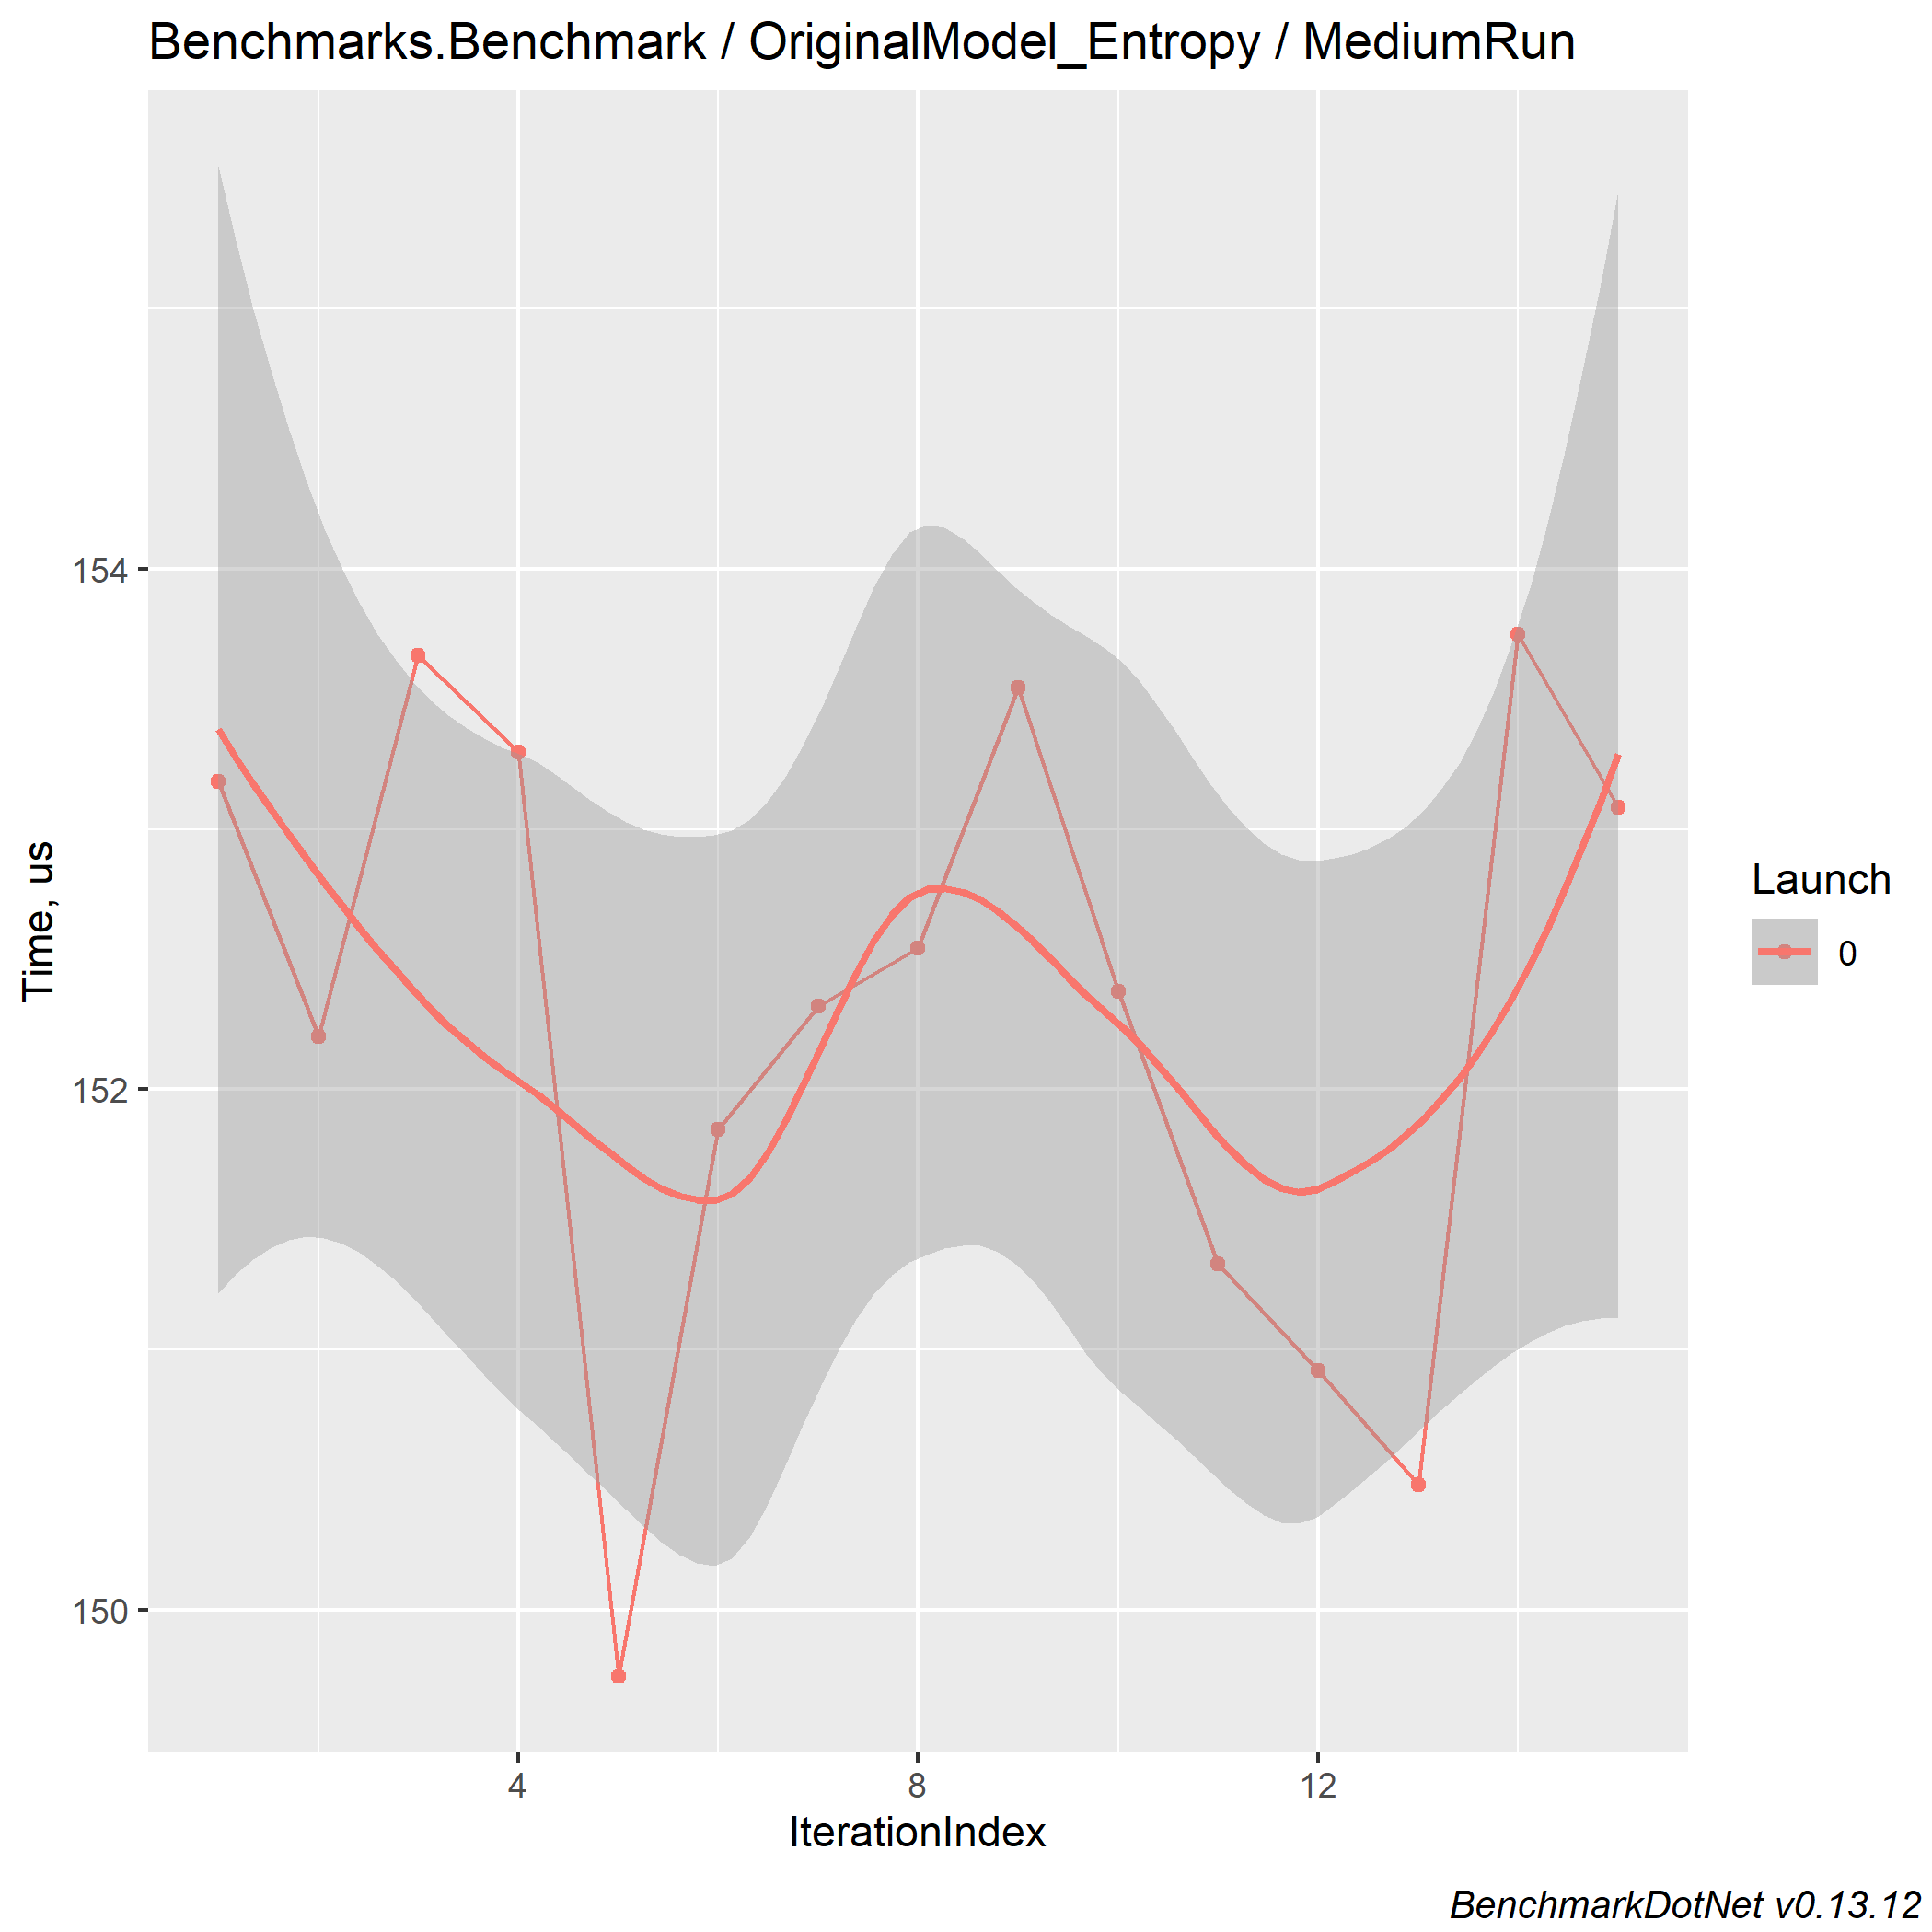 Benchmarks.Benchmark / OriginalModel_Entropy / MediumRun
154
152
150
Time, us
4 8 12
IterationIndex
Launch
0
BenchmarkDotNet v0.13.12